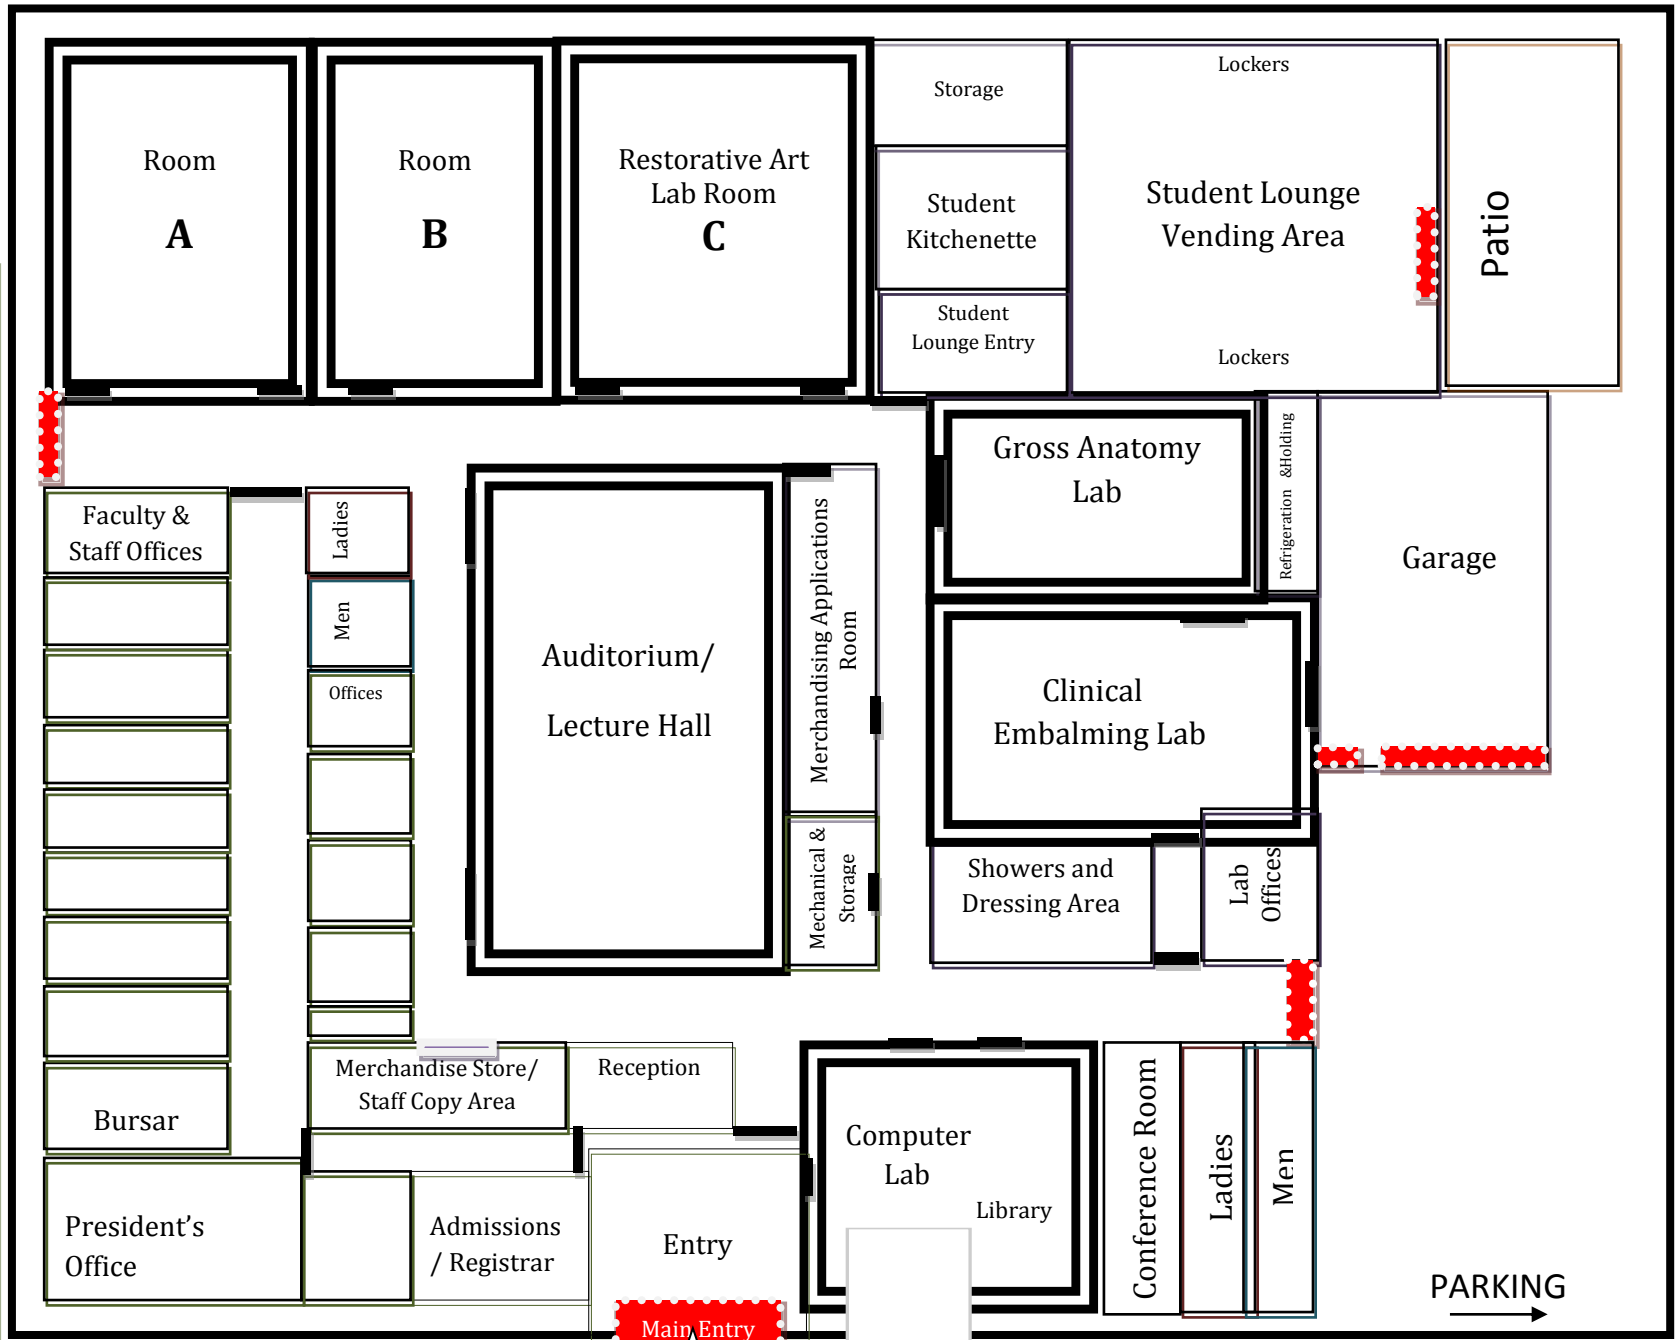 Room
A
Room
B
Restorative Art
Lab Room
C
Storage
Student
Kitchenette
Student
Lounge Entry
Lockers
Student Lounge
Vending Area
Lockers
Patio
Faculty &
Staff Offices
Ladies
Men
Offices
Auditorium/
Lecture Hall
Merchandising Applications
Room
Mechanical &
Storage
Gross Anatomy
Lab
Refrigeration &Holding
Garage
Clinical
Embalming Lab
Showers and
Dressing Area
Lab
Offices
Bursar
Merchandise Store/
Staff Copy Area
Reception
President's
Office
Admissions
/ Registrar
Entry
Main Entry
Computer
Lab
Library
Conference Room
Ladies
Men
PARKING